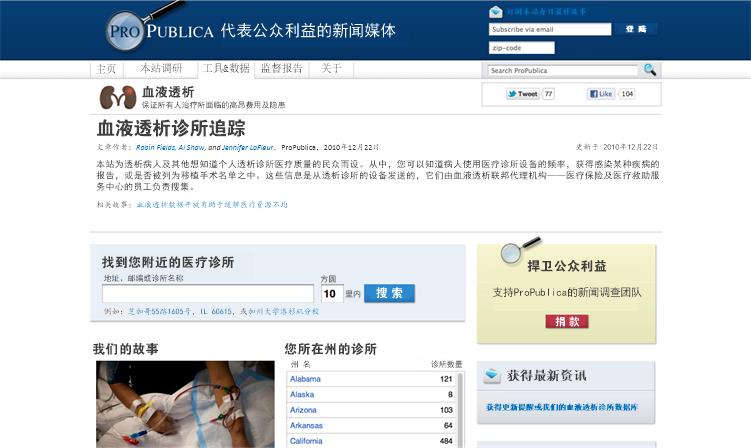 PROPUBLICA 代表公众利益的新闻媒体
订阅本站每日最佳故事
Subscribe via email
登 陆
zip-code
主页 本站调研 工具&数据 监督报告 关于
Search ProPublica
血液透析
保证所有人治疗所面临的高昂费用及隐患
Tweet 77 Like 104
血液透析诊所追踪
文章作者：Robin Fields, Al Shaw, and Jennifer LaFleur, ProPublica, 2010年12月22日
更新于 2010年12月22日
本站为透析病人及其他想知道个人透析诊所医疗质量的民众而设。从中，您可以知道病人使用医疗诊所设备的频率，获得感染某种疾病的
报告，或是否被列为移植手术名单之中。这些信息是从透析诊所的设备发送的，它们由血液透析联邦代理机构——医疗保险及医疗救助服
务中心的员工负责搜集。
相关故事：血液透析数据开放有助于缓解医疗资源不均
找到您附近的医疗诊所
地址、邮编或诊所名称
方圆
10 里内
搜 索
例如：芝加哥55路1605号，IL 60615，或加州大学洛杉矶分校
捍卫公众利益
支持ProPublica的新闻调查团队
捐 款
我们的故事
您所在州的诊所
州 名 诊所数量
Alabama 121
Alaska 8
Arizona 103
Arkansas 64
California 484
获得最新资讯
获得更新提醒或我们的血液透析诊所数据库